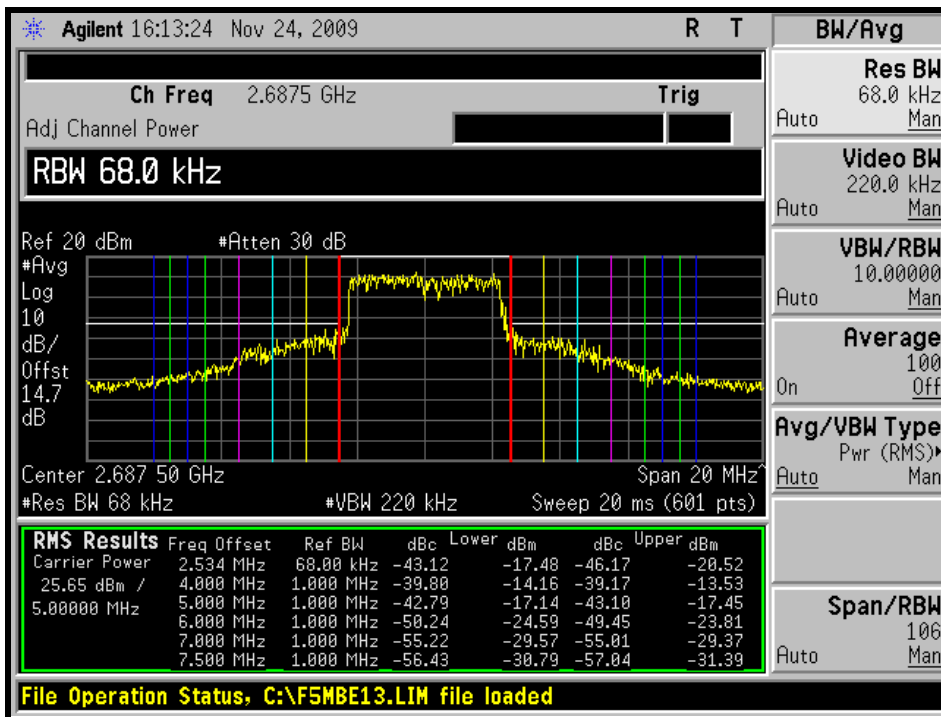 Agilent 16:13:24 Nov 24, 2009 R T
Ch Freq 2.6875 GHz Trig
Adj Channel Power
RBW 68.0 kHz
Ref 20 dBm #Atten 30 dB
#Avg
Log
10
dB/
Offst
14.7
dB
Center 2.687 50 GHz Span 20 MHz^
#Res BW 68 kHz #VBW 220 kHz Sweep 20 ms (601 pts)
RMS Results Freq Offset Ref BW dBc Lower dBm dBc Upper dBm
Carrier Power 2.534 MHz 68.00 kHz -43.12 -17.48 -46.17 -20.52
25.65 dBm / 4.000 MHz 1.000 MHz -39.80 -14.16 -39.17 -13.53
5.00000 MHz 5.000 MHz 1.000 MHz -42.79 -17.14 -43.10 -17.45
6.000 MHz 1.000 MHz -50.24 -24.59 -49.45 -23.81
7.000 MHz 1.000 MHz -55.22 -29.57 -55.01 -29.37
7.500 MHz 1.000 MHz -56.43 -30.79 -57.04 -31.39
File Operation Status, C:\F5MBE13.LIM file loaded
BW/Avg
Res BW
68.0 kHz
Auto Man
Video BW
220.0 kHz
Auto Man
VBW/RBW
10.00000
Auto Man
Average
100
On Off
Avg/VBW Type
Pwr (RMS)▸
Auto Man
Span/RBW
106
Auto Man